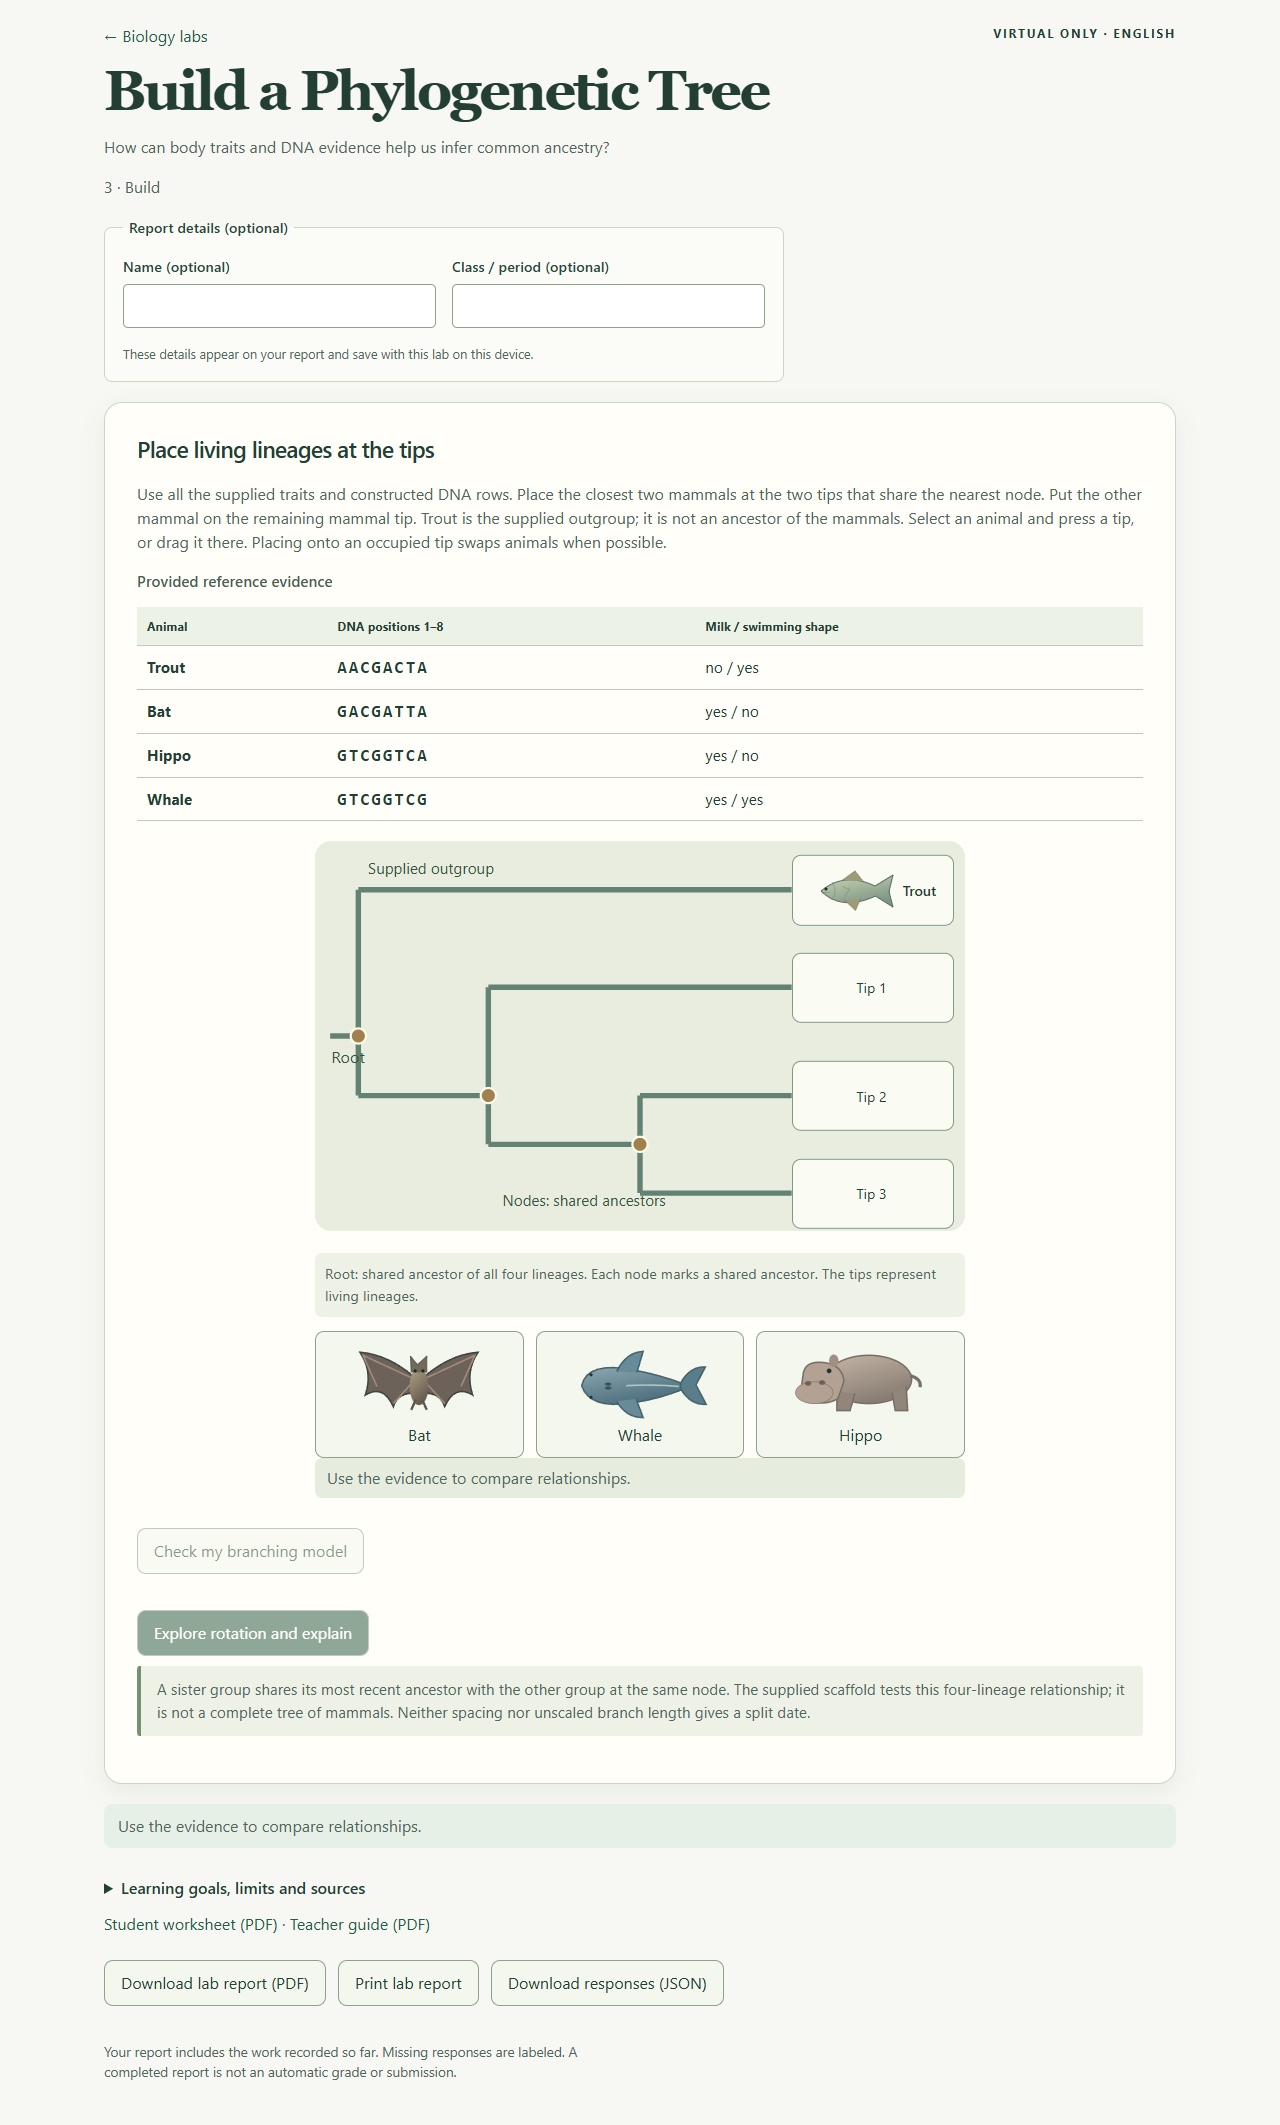 ← Biology labs
VIRTUAL ONLY · ENGLISH
Build a Phylogenetic Tree
How can body traits and DNA evidence help us infer common ancestry?
3 · Build
Report details (optional)
Name (optional)
Class / period (optional)
These details appear on your report and save with this lab on this device.
Place living lineages at the tips
Use all the supplied traits and constructed DNA rows. Place the closest two mammals at the two tips that share the nearest node. Put the other
mammal on the remaining mammal tip. Trout is the supplied outgroup; it is not an ancestor of the mammals. Select an animal and press a tip,
or drag it there. Placing onto an occupied tip swaps animals when possible.
Provided reference evidence
Animal DNA positions 1–8 Milk / swimming shape
Trout AACGACTA no / yes
Bat GACGATTA yes / no
Hippo GTCGGTCA yes / no
Whale GTCGGTCG yes / yes
Supplied outgroup
Trout
Tip 1
Root
Tip 2
Tip 3
Nodes: shared ancestors
Root: shared ancestor of all four lineages. Each node marks a shared ancestor. The tips represent
living lineages.
Bat
Whale
Hippo
Use the evidence to compare relationships.
Check my branching model
Explore rotation and explain
A sister group shares its most recent ancestor with the other group at the same node. The supplied scaffold tests this four-lineage relationship; it
is not a complete tree of mammals. Neither spacing nor unscaled branch length gives a split date.
Use the evidence to compare relationships.
▶ Learning goals, limits and sources
Student worksheet (PDF) · Teacher guide (PDF)
Download lab report (PDF)
Print lab report
Download responses (JSON)
Your report includes the work recorded so far. Missing responses are labeled. A
completed report is not an automatic grade or submission.